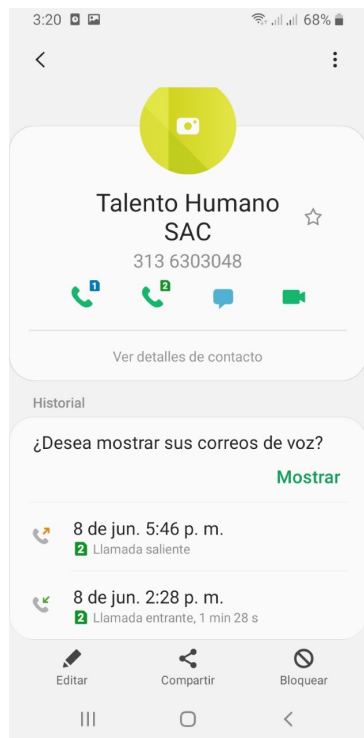 3:20 68%
Talento Humano
SAC
313 6303048
1 2
Ver detalles de contacto
Historial
¿Desea mostrar sus correos de voz?
Mostrar
8 de jun. 5:46 p. m.
2 Llamada saliente
8 de jun. 2:28 p. m.
2 Llamada entrante, 1 min 28 s
Editar Compartir Bloquear